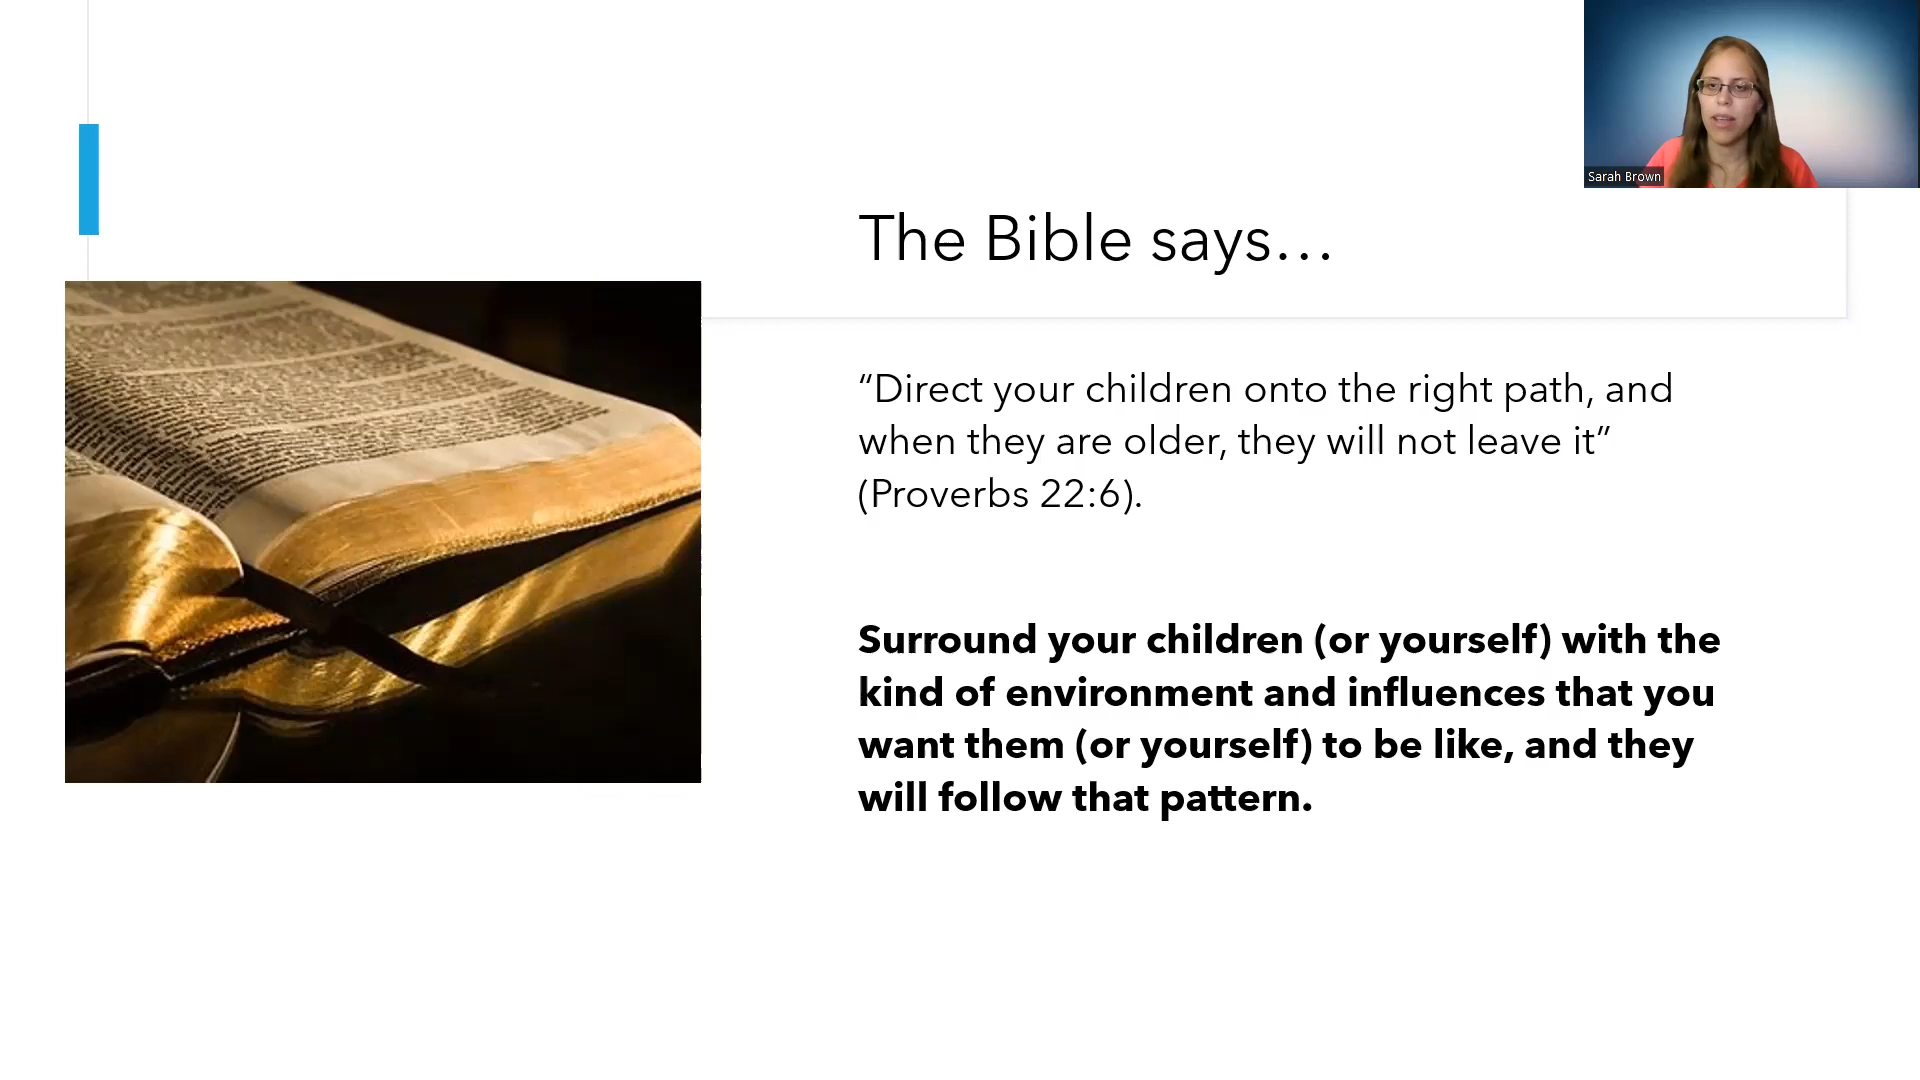 Sarah Brown
The Bible says…
“Direct your children onto the right path, and
when they are older, they will not leave it”
(Proverbs 22:6).
Surround your children (or yourself) with the
kind of environment and influences that you
want them (or yourself) to be like, and they
will follow that pattern.